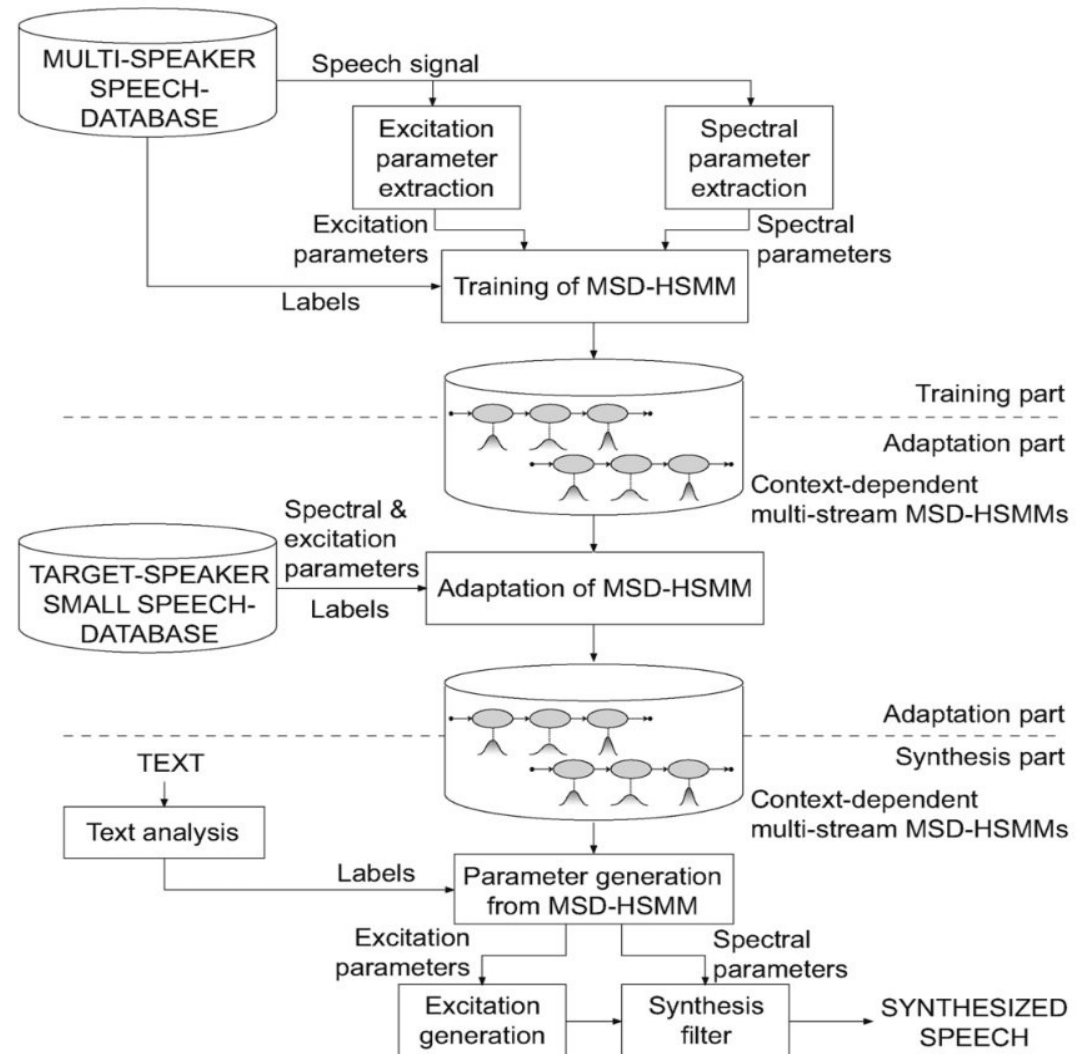 MULTI-SPEAKER
SPEECH-
DATABASE
Speech signal
Excitation
parameter
extraction
Spectral
parameter
extraction
Excitation
parameters
Spectral
parameters
Labels
Training of MSD-HSMM
Training part
Adaptation part
Context-dependent
multi-stream MSD-HSMMs
TARGET-SPEAKER
SMALL SPEECH-
DATABASE
Spectral &
excitation
parameters
Labels
Adaptation of MSD-HSMM
Adaptation part
Synthesis part
Context-dependent
multi-stream MSD-HSMMs
TEXT
Text analysis
Labels
Parameter generation
from MSD-HSMM
Excitation
parameters
Spectral
parameters
Excitation
generation
Synthesis
filter
SYNTHESIZED
SPEECH